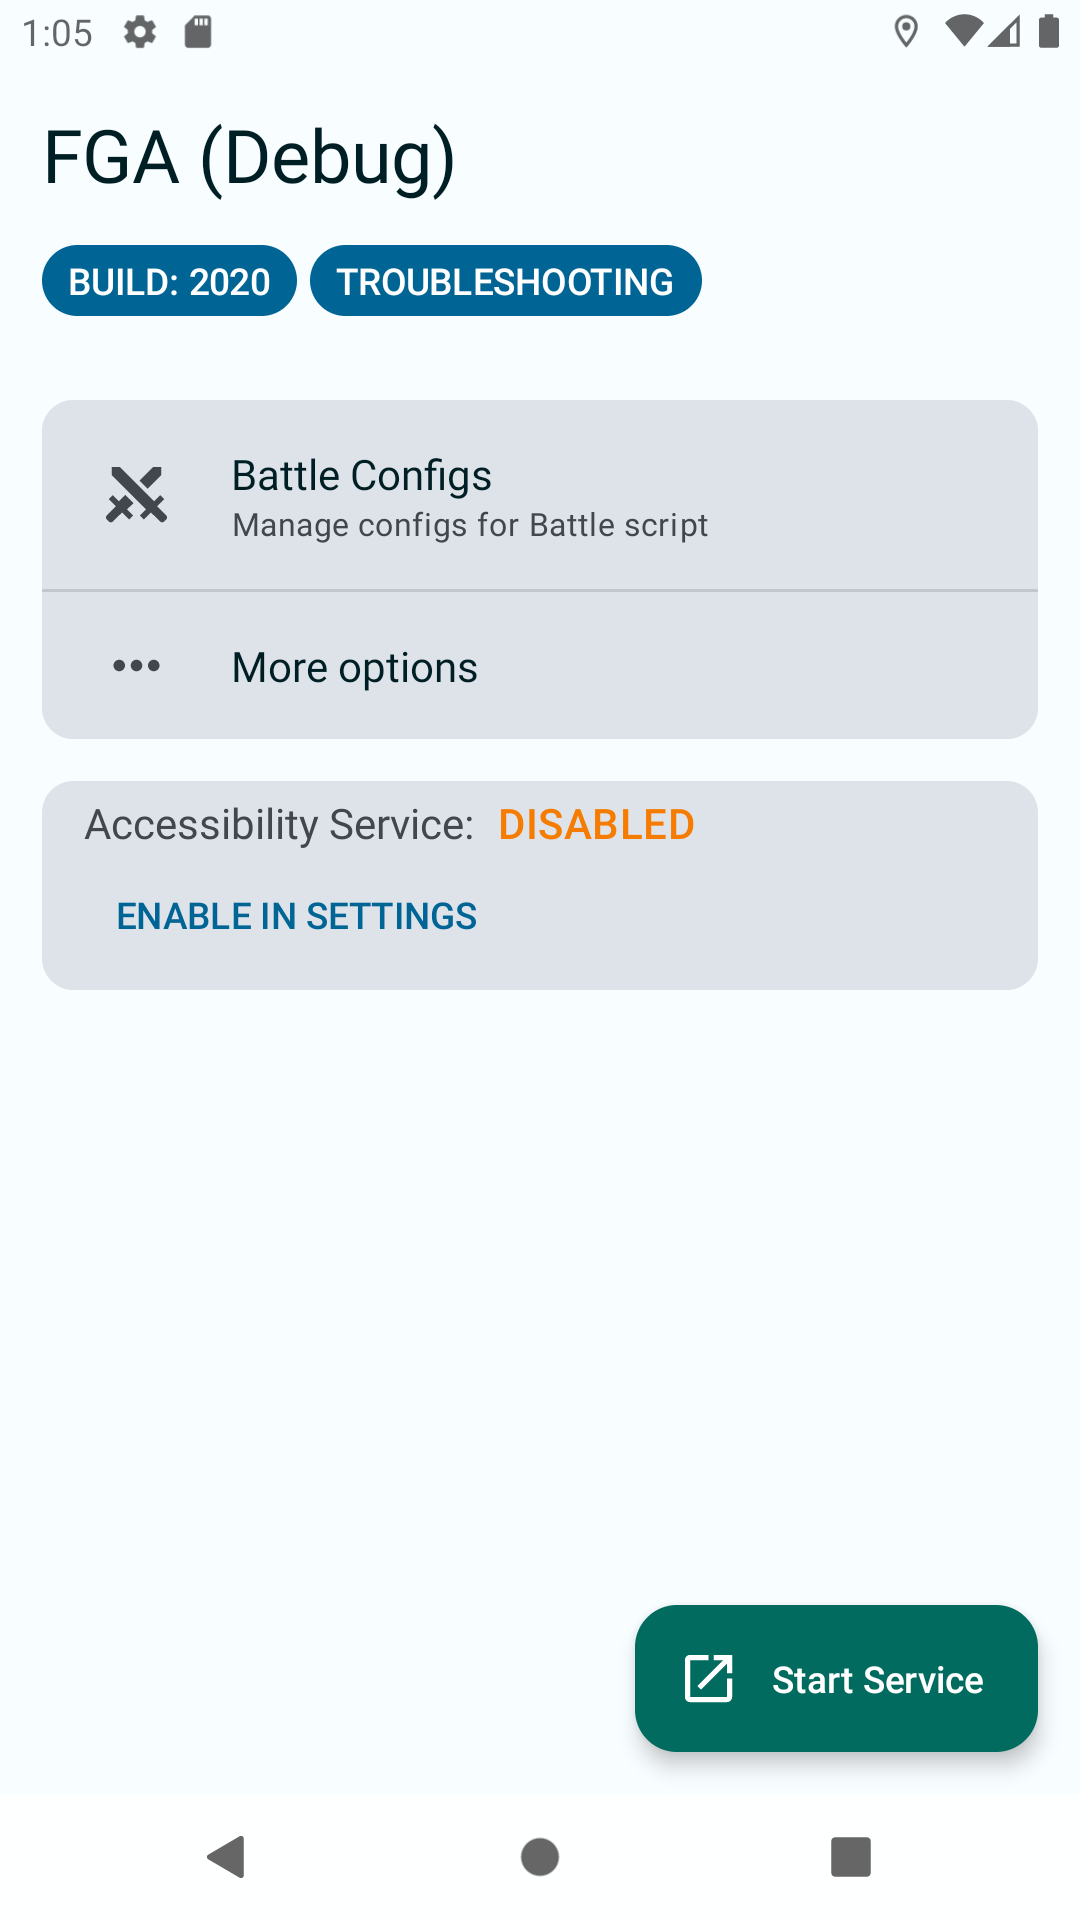 1:05
FGA (Debug)
BUILD: 2020 TROUBLESHOOTING
Battle Configs
Manage configs for Battle script
More options
Accessibility Service: DISABLED
ENABLE IN SETTINGS
Start Service